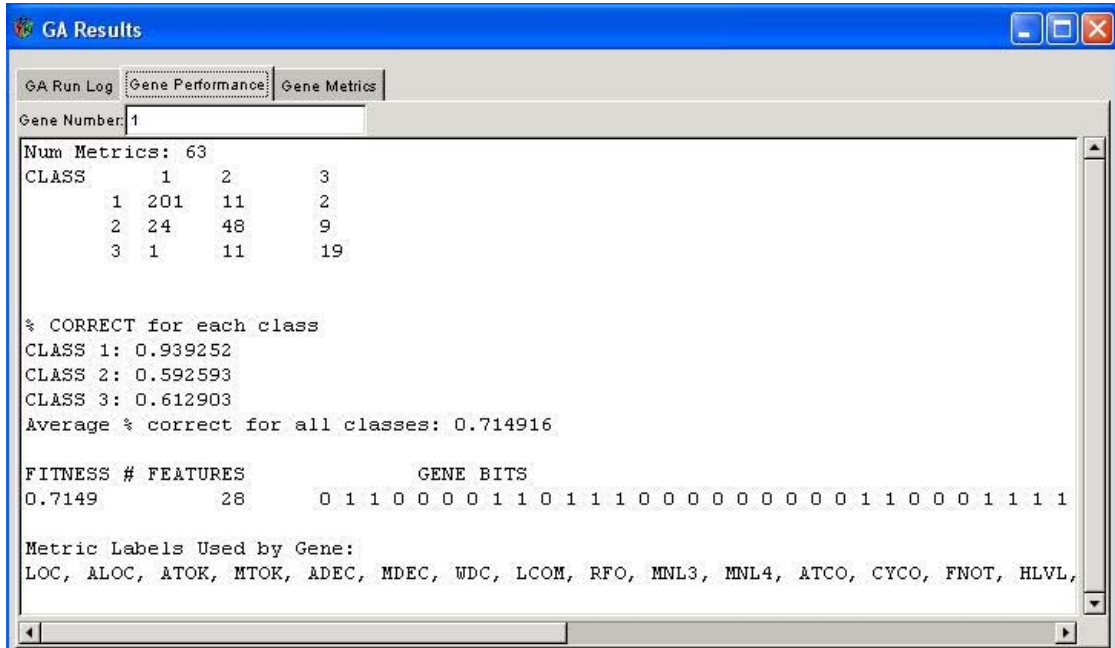 GA Results
GA Run Log Gene Performance Gene Metrics
Gene Number: 1
Num Metrics: 63
CLASS 1 2 3
1 201 11 2
2 24 48 9
3 1 11 19
% CORRECT for each class
CLASS 1: 0.939252
CLASS 2: 0.592593
CLASS 3: 0.612903
Average % correct for all classes: 0.714916
FITNESS # FEATURES GENE BITS
0.7149 28 0 1 1 0 0 0 0 1 1 0 1 1 1 0 0 0 0 0 0 0 0 0 1 1 0 0 0 1 1 1 1
Metric Labels Used by Gene:
LOC, ALOC, ATOK, MTOK, ADEC, MDEC, WDC, LCOM, RFO, MNL3, MNL4, ATCO, CYCO, FNOT, HLVL,